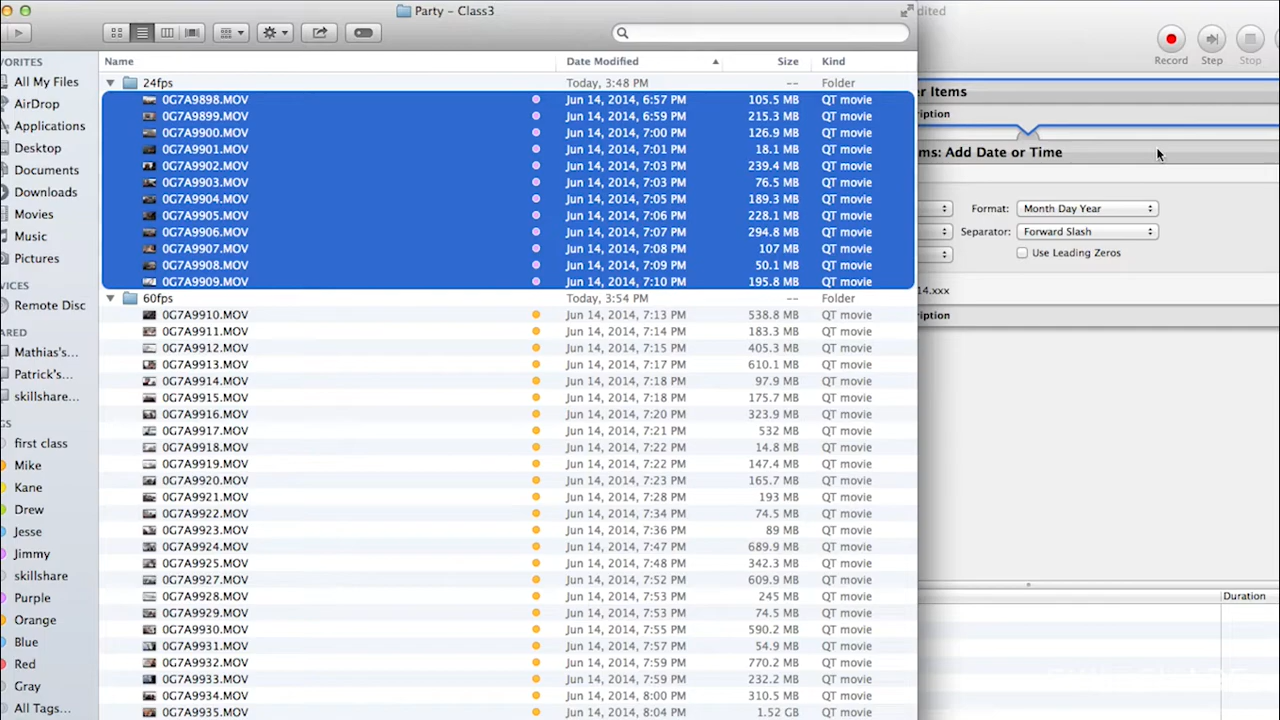 Party - Class3
dited
Record
Step
Stop
AVORITES
All My Files
AirDrop
Applications
Desktop
Documents
Downloads
Movies
Music
Pictures
VICES
Remote Disc
ARED
Mathias's...
Patrick's...
skillshare...
GS
first class
Mike
Kane
Drew
Jesse
Jimmy
skillshare
Purple
Orange
Blue
Red
Gray
All Tags...
Name Date Modified Size Kind
24fps Today, 3:48 PM -- Folder
0G7A9898.MOV Jun 14, 2014, 6:57 PM 105.5 MB QT movie
0G7A9899.MOV Jun 14, 2014, 6:59 PM 215.3 MB QT movie
0G7A9900.MOV Jun 14, 2014, 7:00 PM 126.9 MB QT movie
0G7A9901.MOV Jun 14, 2014, 7:01 PM 18.1 MB QT movie
0G7A9902.MOV Jun 14, 2014, 7:03 PM 239.4 MB QT movie
0G7A9903.MOV Jun 14, 2014, 7:03 PM 76.5 MB QT movie
0G7A9904.MOV Jun 14, 2014, 7:05 PM 189.3 MB QT movie
0G7A9905.MOV Jun 14, 2014, 7:06 PM 228.1 MB QT movie
0G7A9906.MOV Jun 14, 2014, 7:07 PM 294.8 MB QT movie
0G7A9907.MOV Jun 14, 2014, 7:08 PM 107 MB QT movie
0G7A9908.MOV Jun 14, 2014, 7:09 PM 50.1 MB QT movie
0G7A9909.MOV Jun 14, 2014, 7:10 PM 195.8 MB QT movie
60fps Today, 3:54 PM -- Folder
0G7A9910.MOV Jun 14, 2014, 7:13 PM 538.8 MB QT movie
0G7A9911.MOV Jun 14, 2014, 7:14 PM 183.3 MB QT movie
0G7A9912.MOV Jun 14, 2014, 7:15 PM 405.3 MB QT movie
0G7A9913.MOV Jun 14, 2014, 7:17 PM 610.1 MB QT movie
0G7A9914.MOV Jun 14, 2014, 7:18 PM 97.9 MB QT movie
0G7A9915.MOV Jun 14, 2014, 7:18 PM 175.7 MB QT movie
0G7A9916.MOV Jun 14, 2014, 7:20 PM 323.9 MB QT movie
0G7A9917.MOV Jun 14, 2014, 7:21 PM 532 MB QT movie
0G7A9918.MOV Jun 14, 2014, 7:22 PM 14.8 MB QT movie
0G7A9919.MOV Jun 14, 2014, 7:22 PM 147.4 MB QT movie
0G7A9920.MOV Jun 14, 2014, 7:23 PM 165.7 MB QT movie
0G7A9921.MOV Jun 14, 2014, 7:28 PM 193 MB QT movie
0G7A9922.MOV Jun 14, 2014, 7:34 PM 74.5 MB QT movie
0G7A9923.MOV Jun 14, 2014, 7:36 PM 89 MB QT movie
0G7A9924.MOV Jun 14, 2014, 7:47 PM 689.9 MB QT movie
0G7A9925.MOV Jun 14, 2014, 7:48 PM 342.3 MB QT movie
0G7A9927.MOV Jun 14, 2014, 7:52 PM 609.9 MB QT movie
0G7A9928.MOV Jun 14, 2014, 7:53 PM 245 MB QT movie
0G7A9929.MOV Jun 14, 2014, 7:53 PM 74.5 MB QT movie
0G7A9930.MOV Jun 14, 2014, 7:55 PM 590.2 MB QT movie
0G7A9931.MOV Jun 14, 2014, 7:57 PM 54.9 MB QT movie
0G7A9932.MOV Jun 14, 2014, 7:59 PM 770.2 MB QT movie
0G7A9933.MOV Jun 14, 2014, 7:59 PM 232.2 MB QT movie
0G7A9934.MOV Jun 14, 2014, 8:00 PM 310.5 MB QT movie
0G7A9935.MOV Jun 14, 2014, 8:04 PM 1.52 GB QT movie
er Items
ription
ms: Add Date or Time
Format: Month Day Year
Separator: Forward Slash
Use Leading Zeros
14.xxx
ription
Duration